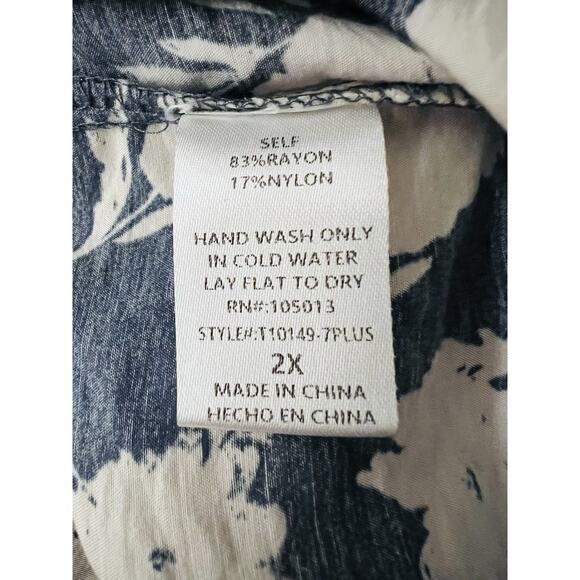 SELF
83%RAYON
17%NYLON
HAND WASH ONLY
IN COLD WATER
LAY FLAT TO DRY
RN#:105013
STYLE#:T10149-7PLUS
2X
MADE IN CHINA
HECHO EN CHINA